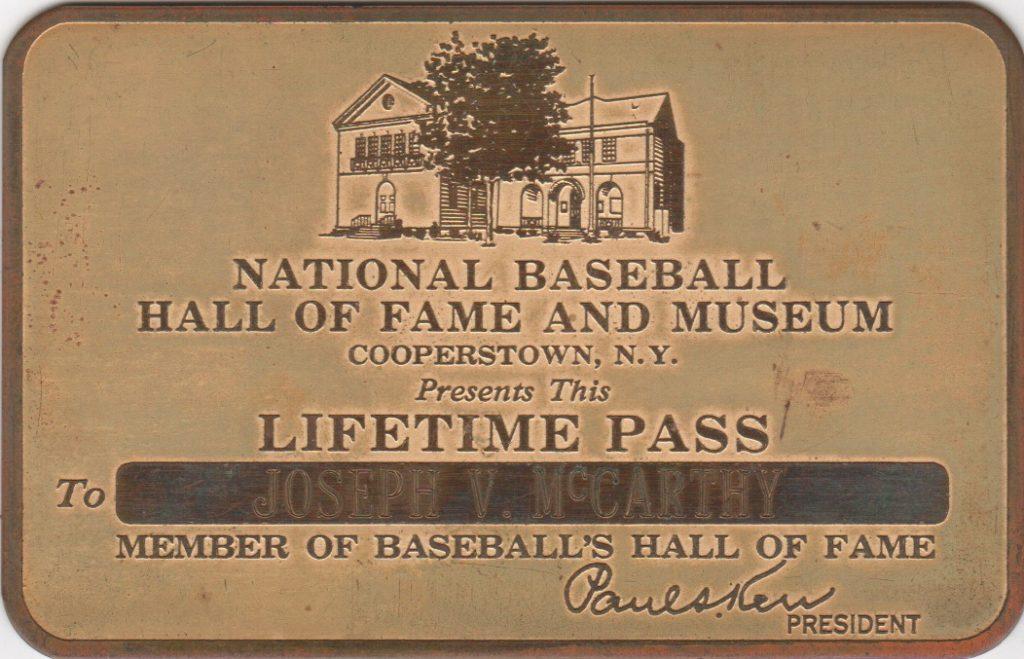 NATIONAL BASEBALL
HALL OF FAME AND MUSEUM
COOPERSTOWN, N.Y.
Presents This
LIFETIME PASS
To JOSEPH V. McCARTHY
MEMBER OF BASEBALL'S HALL OF FAME
Paul S. Kerr
PRESIDENT